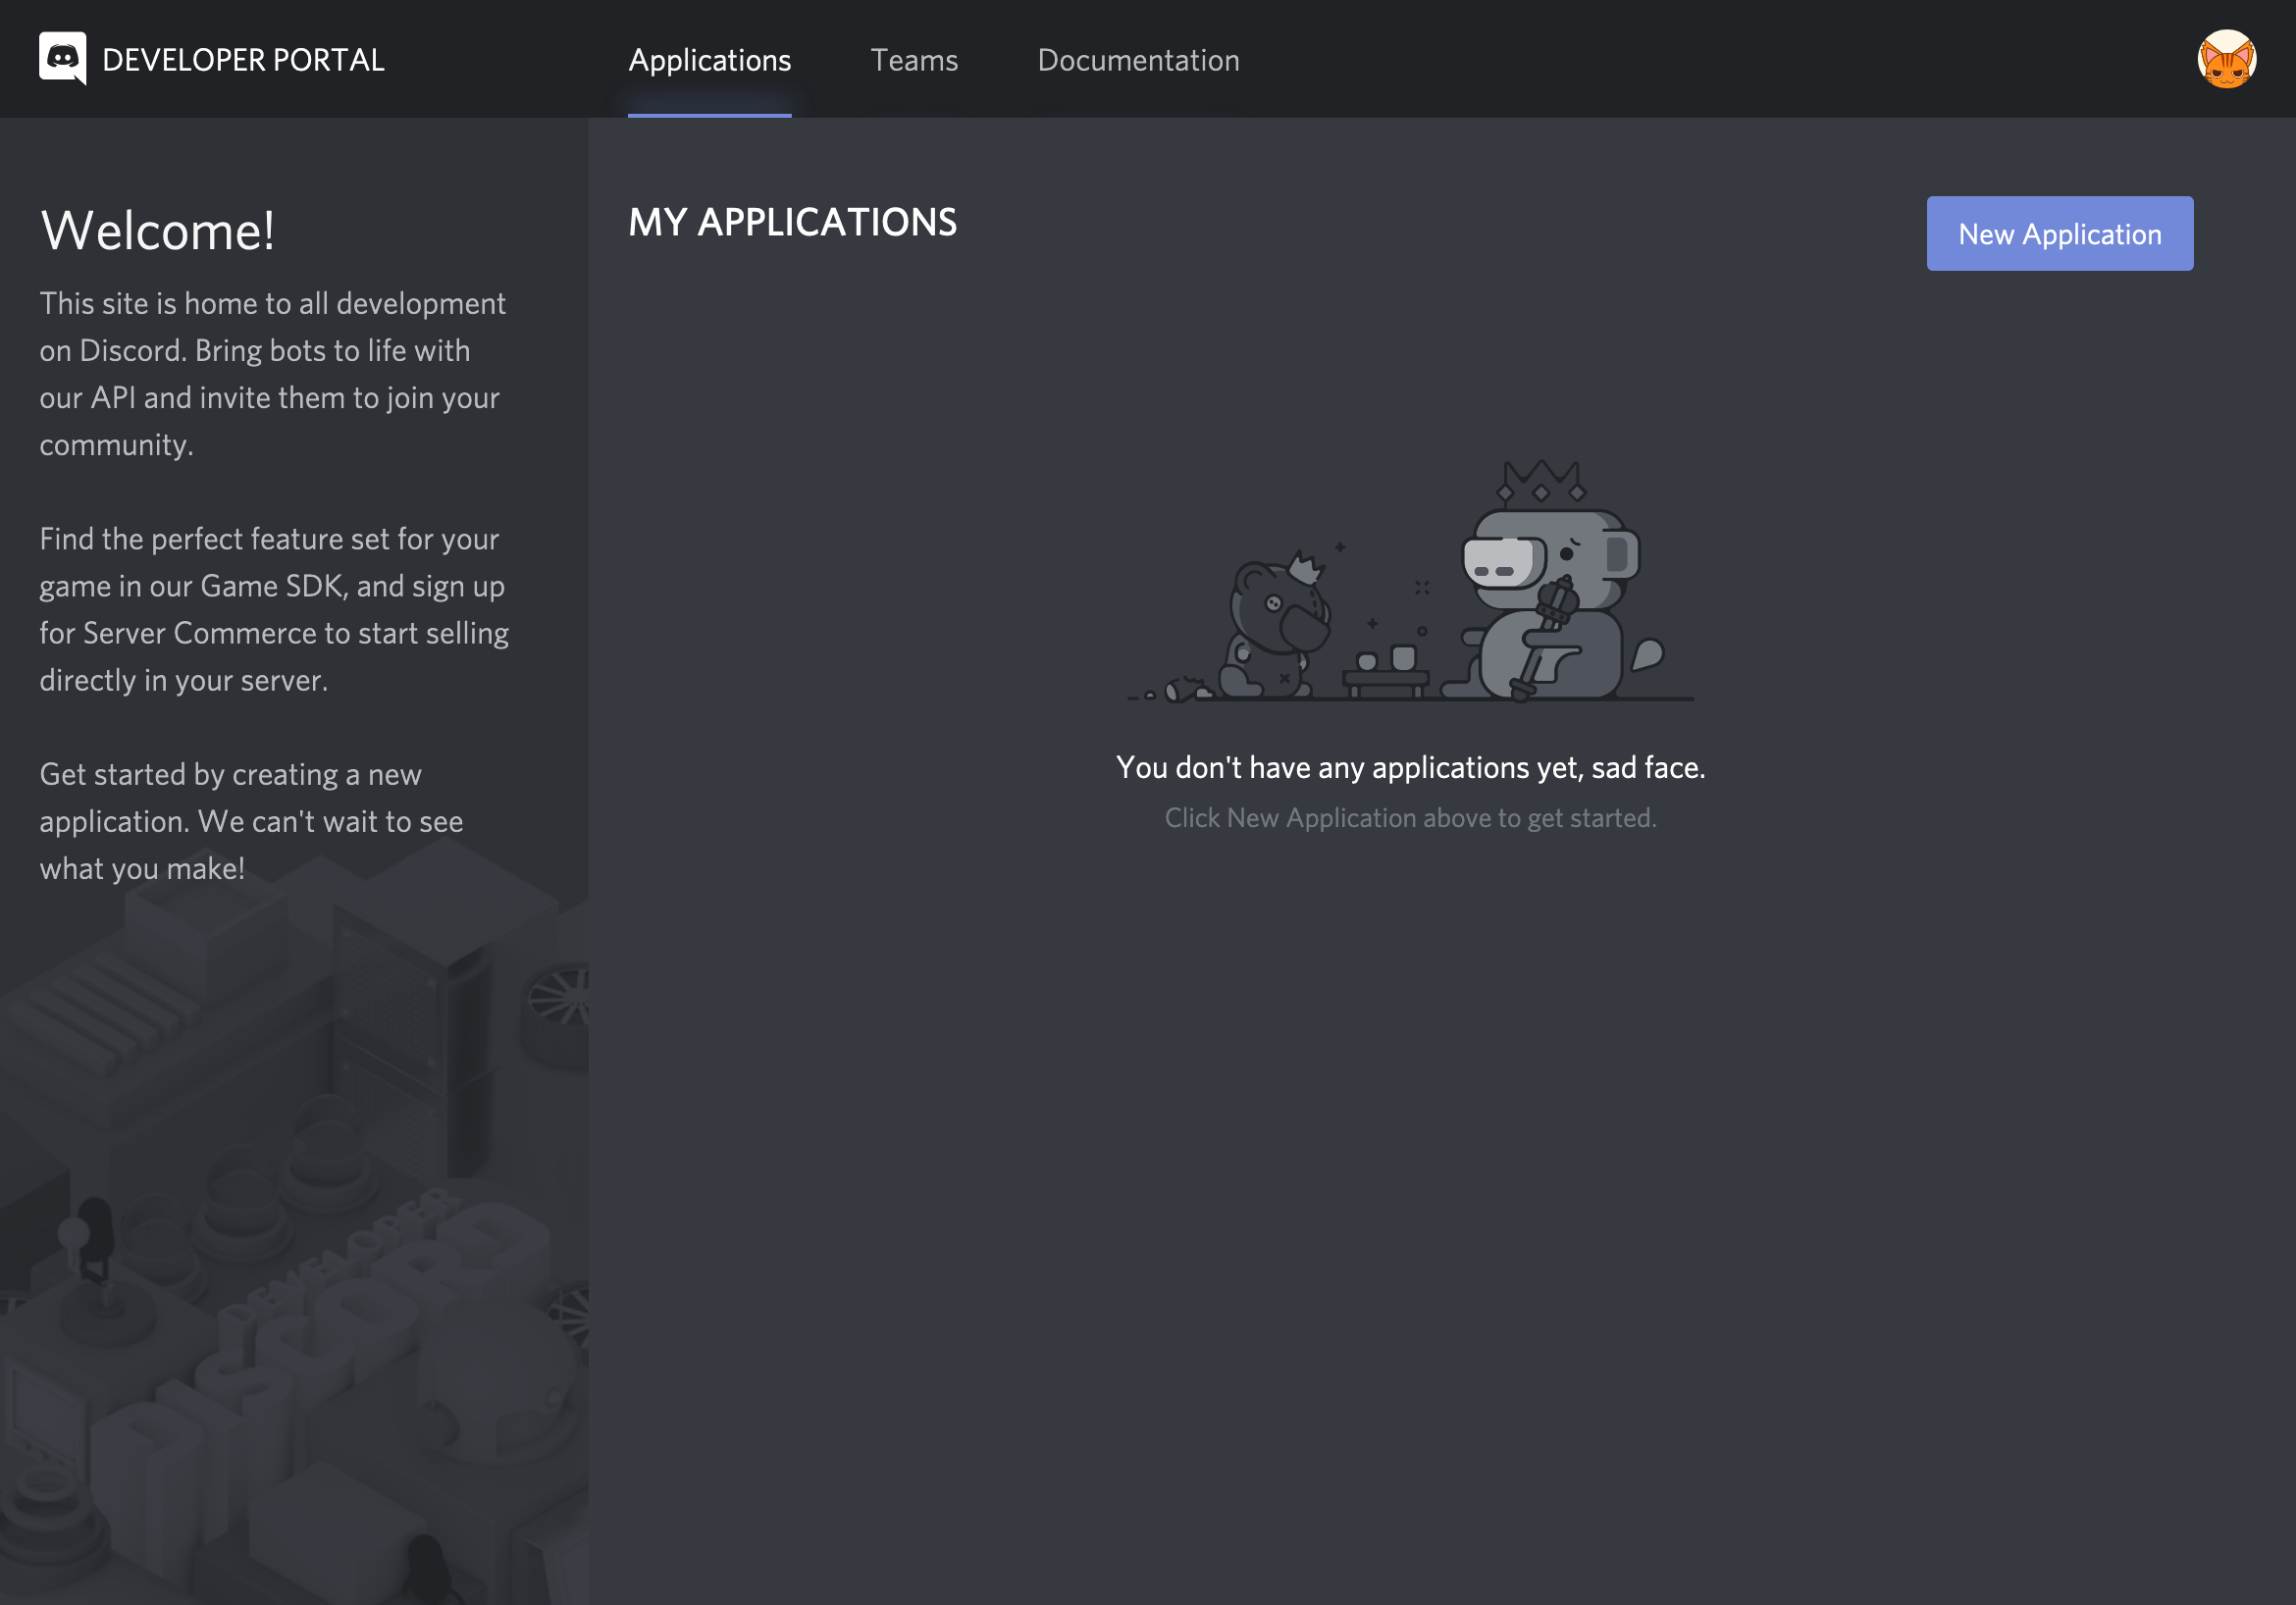 DEVELOPER PORTAL
Applications
Teams
Documentation
Welcome!
This site is home to all development
on Discord. Bring bots to life with
our API and invite them to join your
community.
Find the perfect feature set for your
game in our Game SDK, and sign up
for Server Commerce to start selling
directly in your server.
Get started by creating a new
application. We can't wait to see
what you make!
DEVELOPER
DISCORD
MY APPLICATIONS
New Application
You don't have any applications yet, sad face.
Click New Application above to get started.